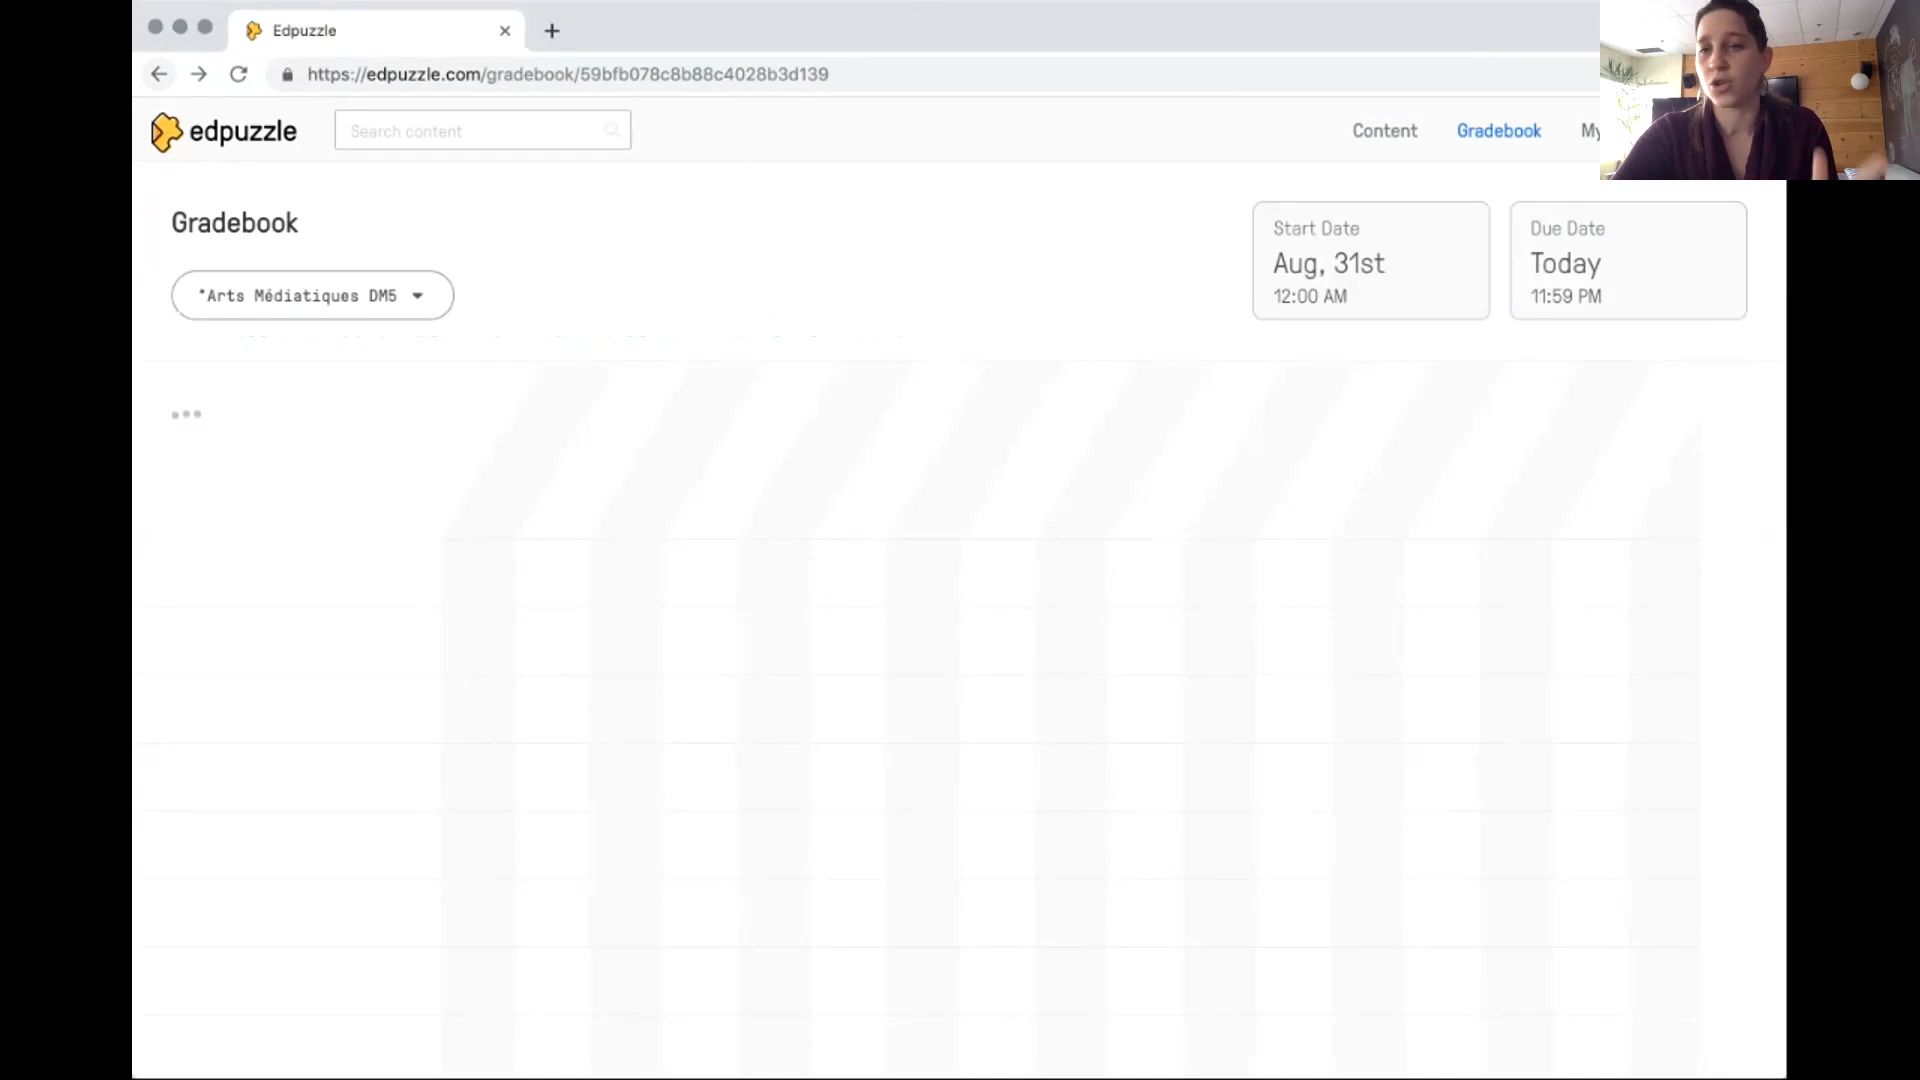 Edpuzzle
https://edpuzzle.com/gradebook/59bfb078c8b88c4028b3d139
edpuzzle
Search content
Content
Gradebook
My
Gradebook
*Arts Médiatiques DM5
Start Date
Aug, 31st
12:00 AM
Due Date
Today
11:59 PM